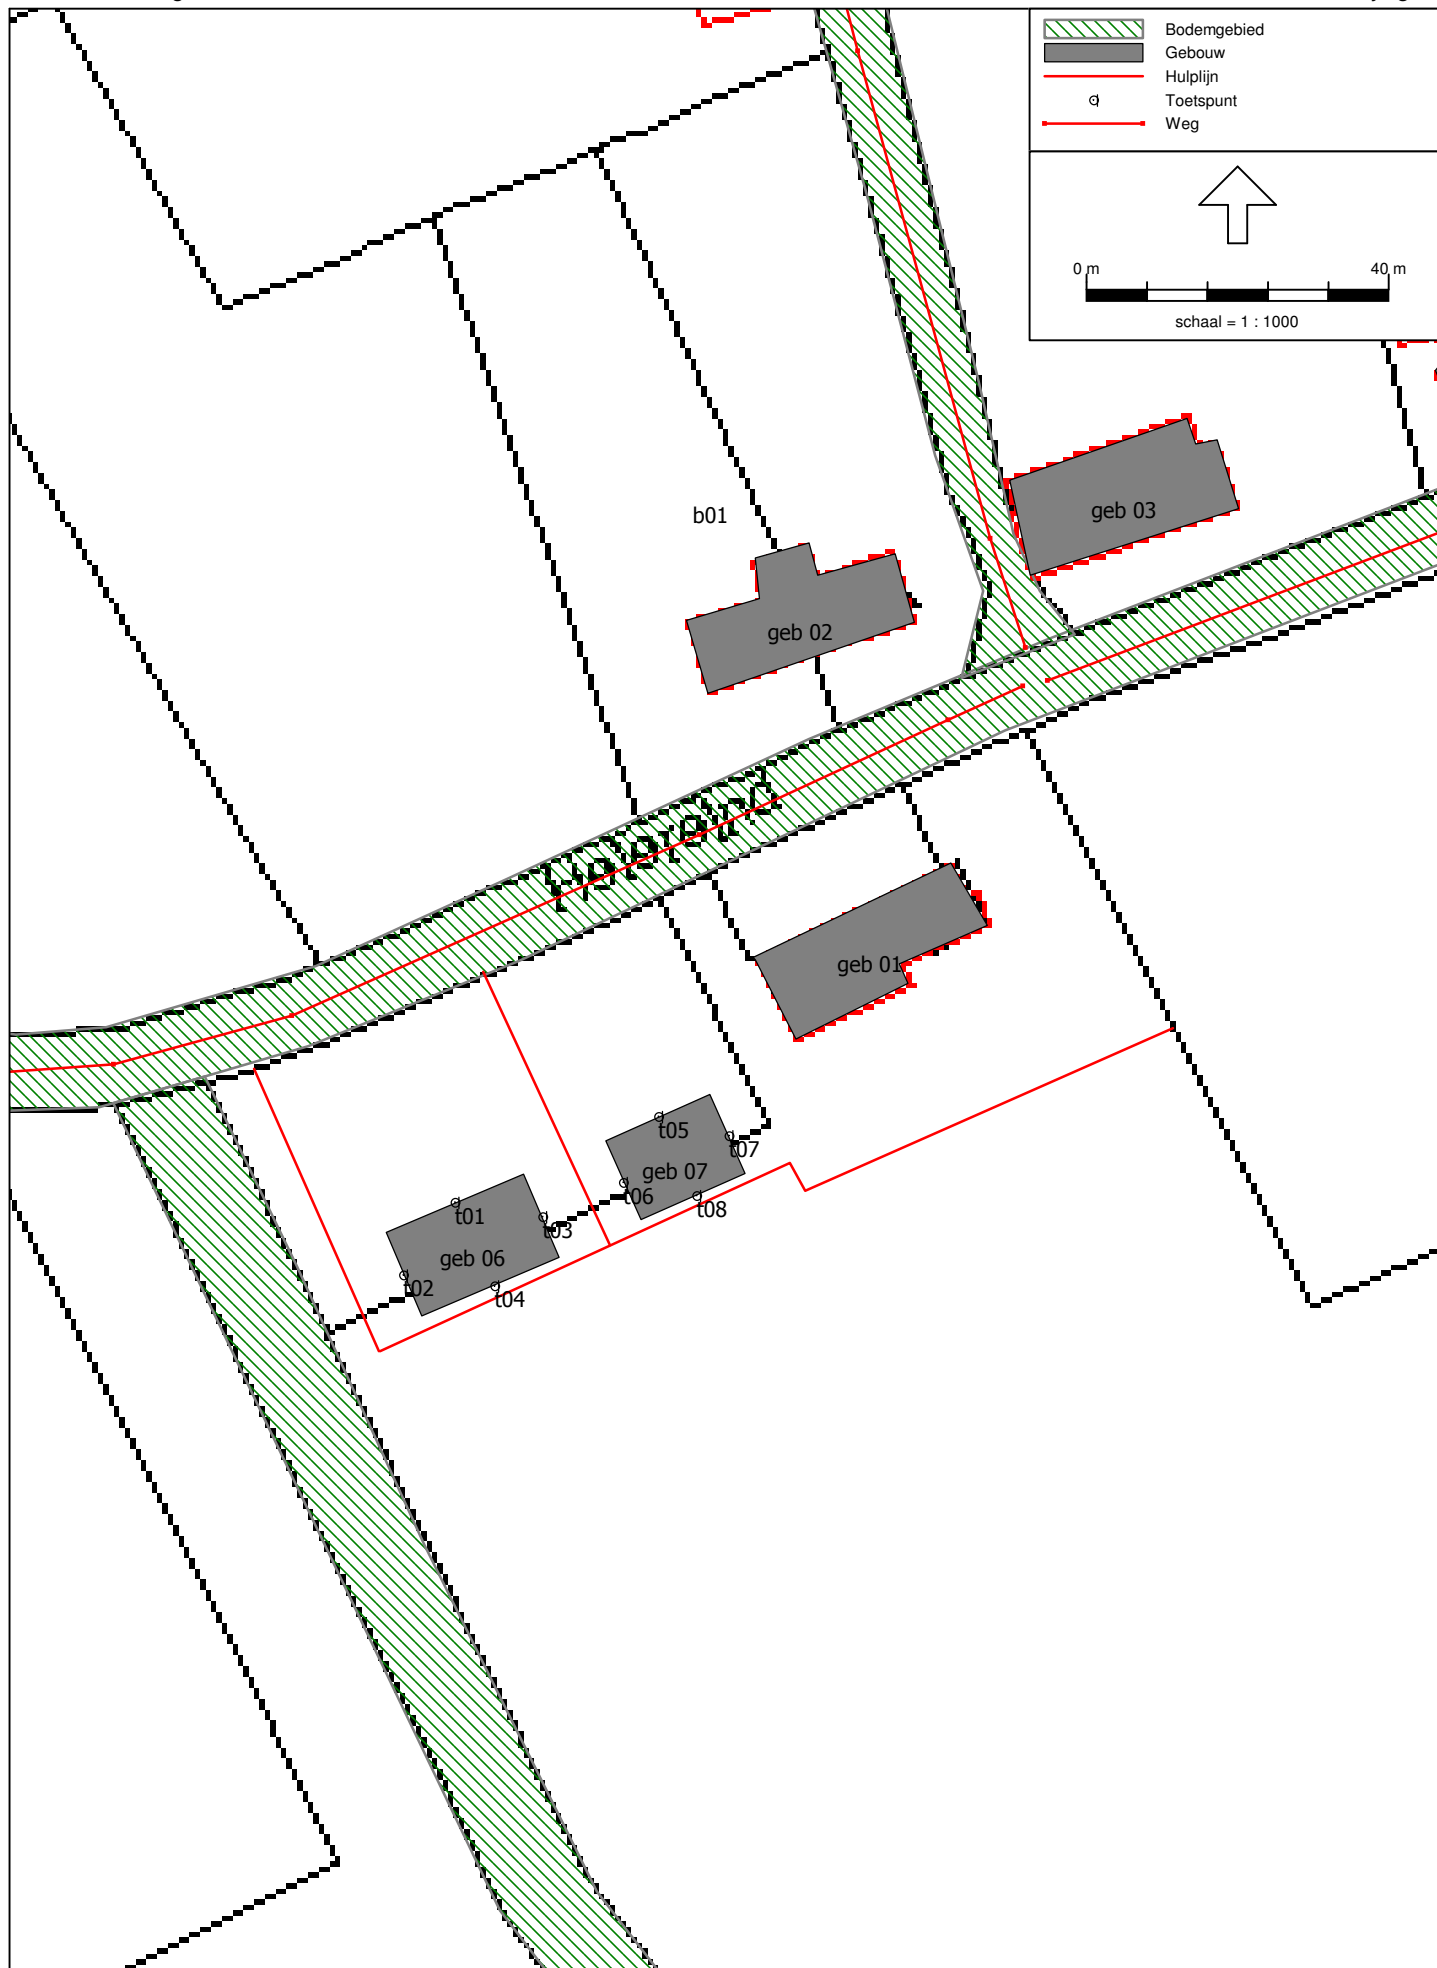 Bodemgebied
Gebouw
Hulplijn
Toetspunt
Weg
0 m 40 m
schaal = 1 : 1000
geb 03
b01
geb 02
geb 01
t05
t07
geb 07
t06
t08
t01
t03
geb 06
t02
t04